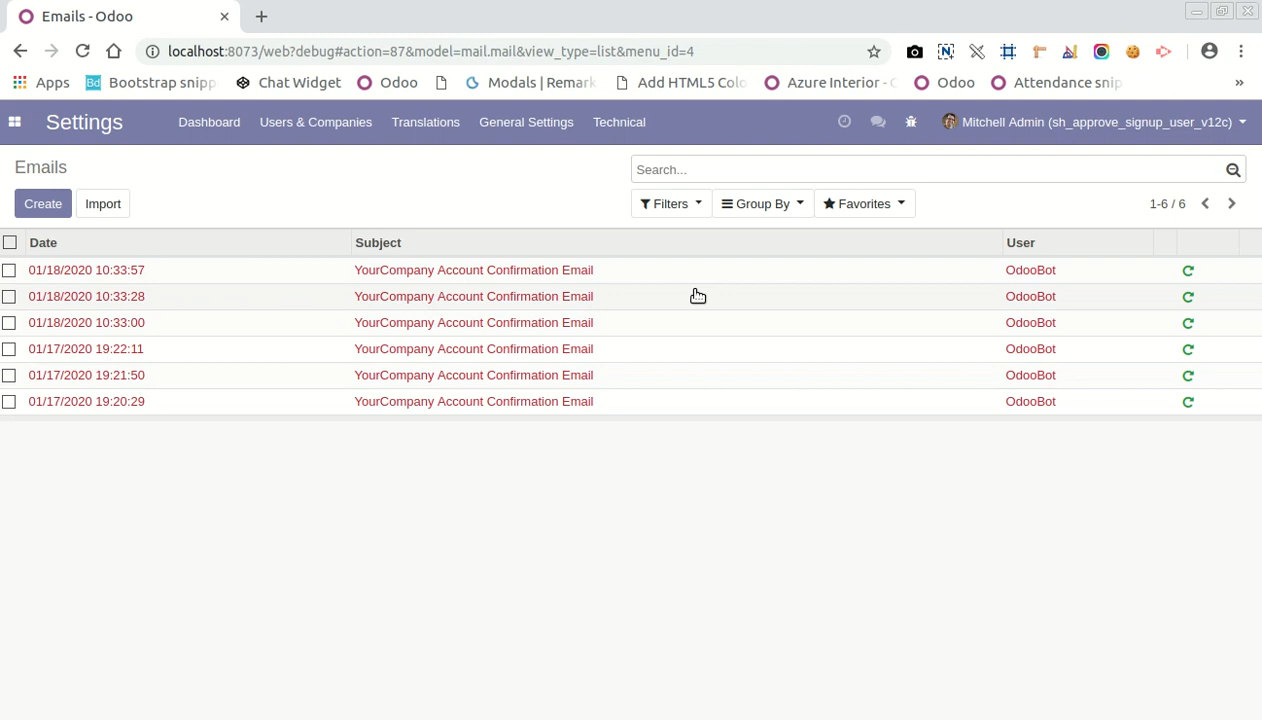 Emails - Odoo
localhost:8073/web?debug#action=87&model=mail.mail&view_type=list&menu_id=4
Apps Bd Bootstrap snipp Chat Widget Odoo Modals | Remark Add HTML5 Colo Azure Interior - C Odoo Attendance snip »
Settings Dashboard Users & Companies Translations General Settings Technical Mitchell Admin (sh_approve_signup_user_v12c)
Emails
Search...
Create Import Filters Group By Favorites 1-6 / 6
Date Subject User
01/18/2020 10:33:57 YourCompany Account Confirmation Email OdooBot
01/18/2020 10:33:28 YourCompany Account Confirmation Email OdooBot
01/18/2020 10:33:00 YourCompany Account Confirmation Email OdooBot
01/17/2020 19:22:11 YourCompany Account Confirmation Email OdooBot
01/17/2020 19:21:50 YourCompany Account Confirmation Email OdooBot
01/17/2020 19:20:29 YourCompany Account Confirmation Email OdooBot